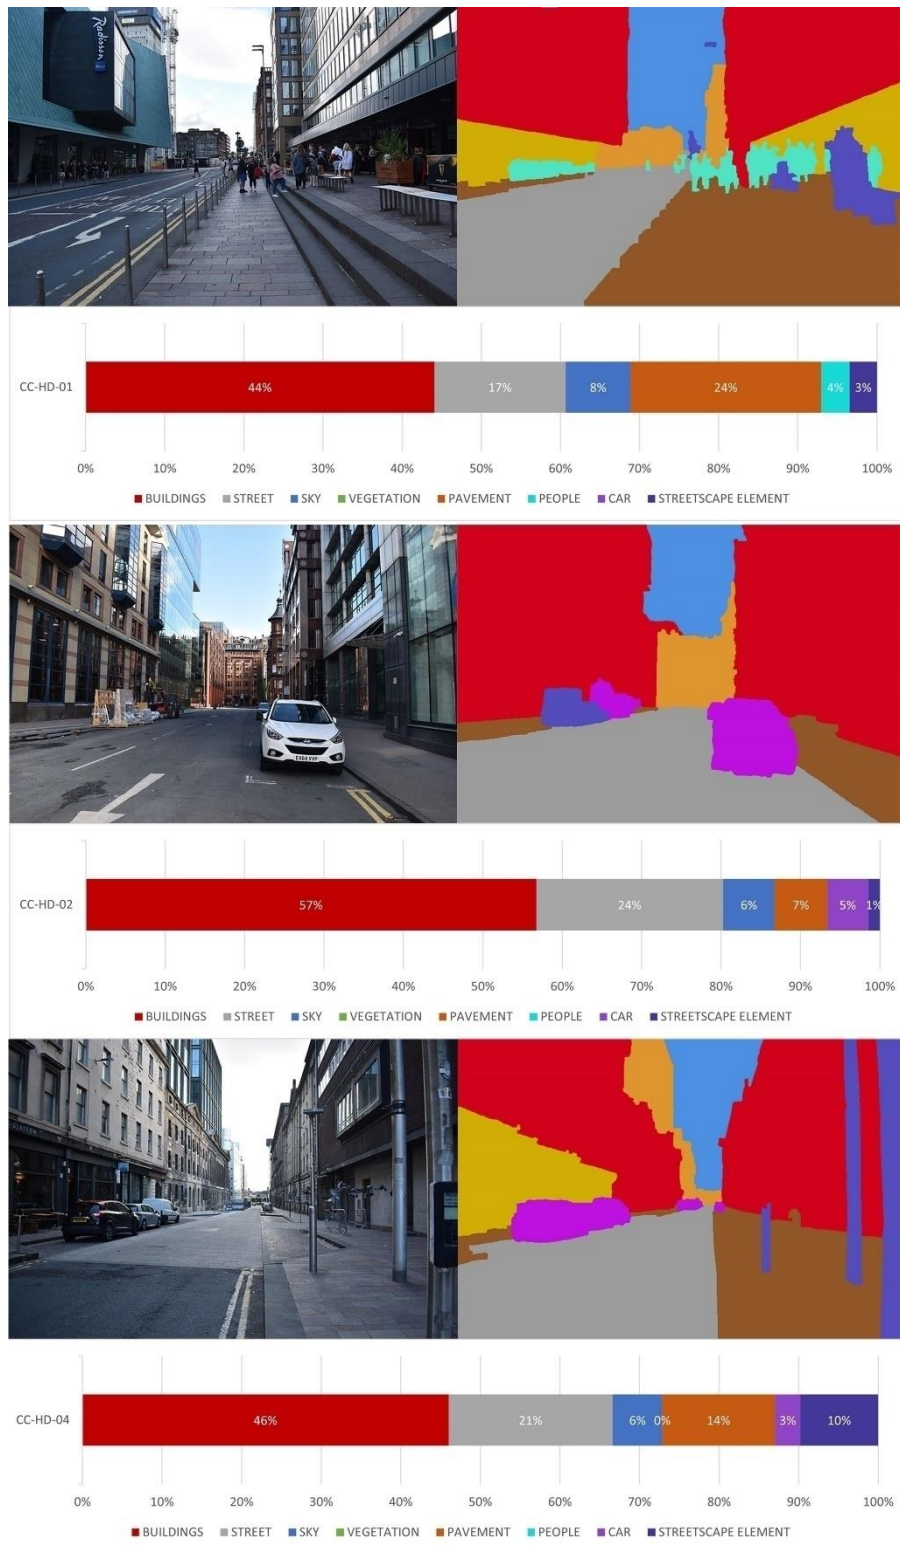 Radisson
44%
17%
8%
24%
4%
3%
CC-HD-01
0%
10%
20%
30%
40%
50%
60%
70%
80%
90%
100%
BUILDINGS
STREET
SKY
VEGETATION
PAVEMENT
PEOPLE
CAR
STREETSCAPE ELEMENT
57%
24%
6%
7%
5%
1%
CC-HD-02
0%
10%
20%
30%
40%
50%
60%
70%
80%
90%
100%
BUILDINGS
STREET
SKY
VEGETATION
PAVEMENT
PEOPLE
CAR
STREETSCAPE ELEMENT
46%
21%
6%
0%
14%
3%
10%
CC-HD-04
0%
10%
20%
30%
40%
50%
60%
70%
80%
90%
100%
BUILDINGS
STREET
SKY
VEGETATION
PAVEMENT
PEOPLE
CAR
STREETSCAPE ELEMENT